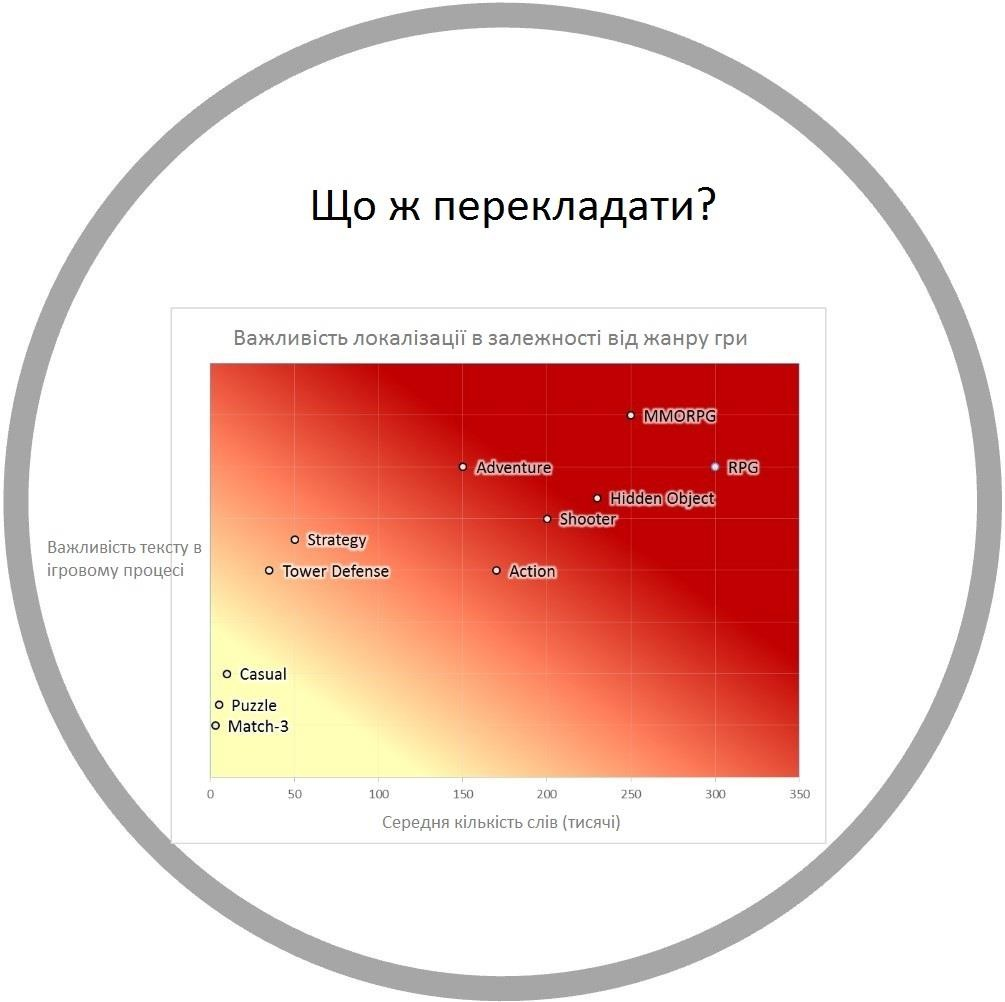 Що ж перекладати?
Важливість локалізації в залежності від жанру гри
MMORPG
Adventure
RPG
Hidden Object
Shooter
Strategy
Важливість тексту в
ігровому процесі
Tower Defense
Action
Casual
Puzzle
Match-3
0 50 100 150 200 250 300 350
Середня кількість слів (тисячі)